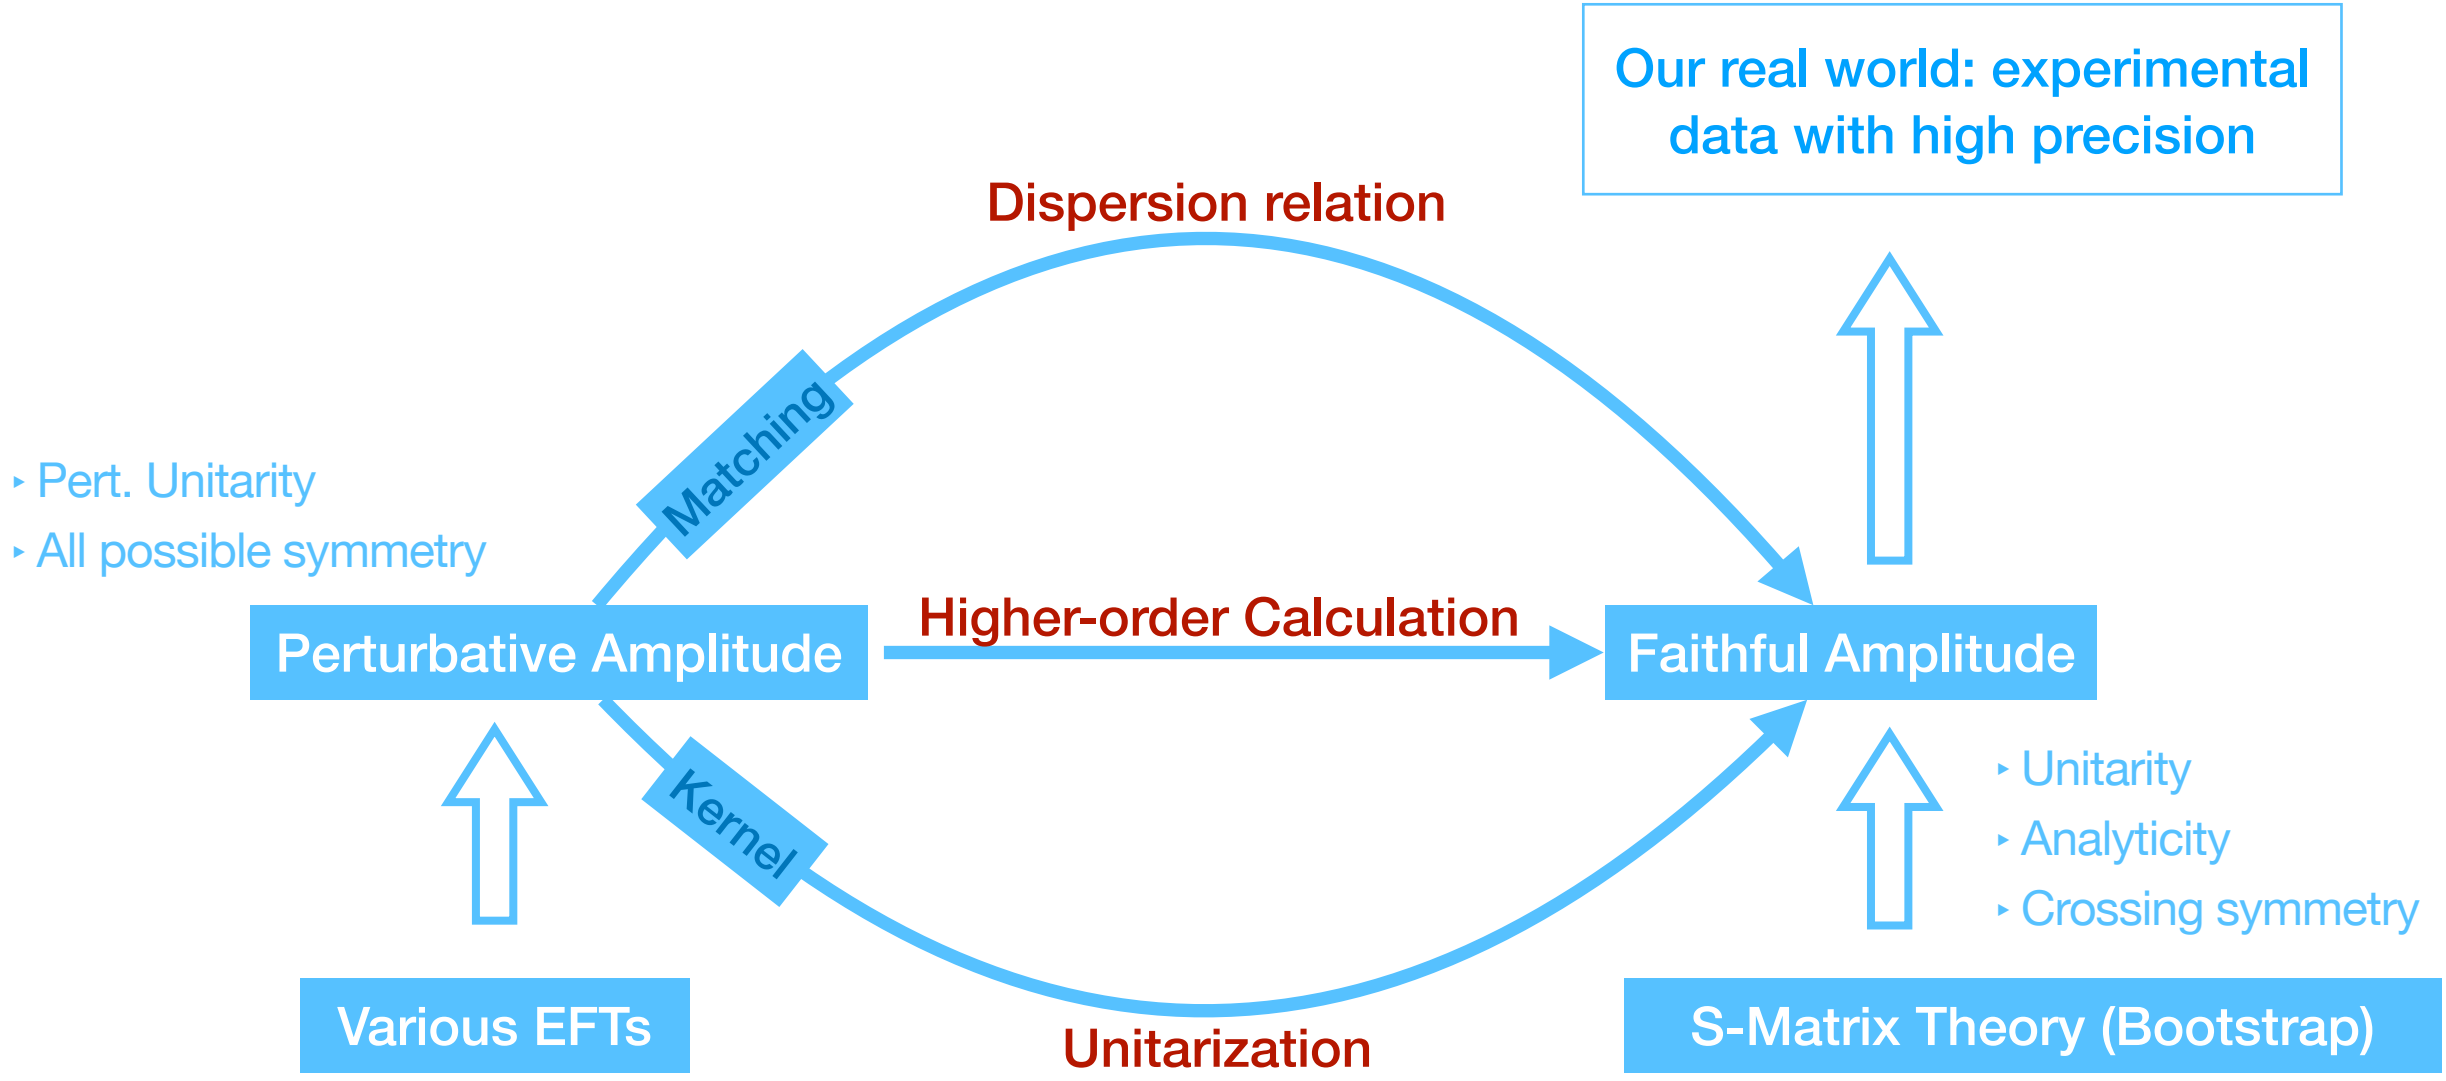 Our real world: experimental
data with high precision
Dispersion relation
Matching
‣ Pert. Unitarity
‣ All possible symmetry
Higher-order Calculation
Perturbative Amplitude
Faithful Amplitude
Kernel
‣ Unitarity
‣ Analyticity
‣ Crossing symmetry
Various EFTs
S-Matrix Theory (Bootstrap)
Unitarization